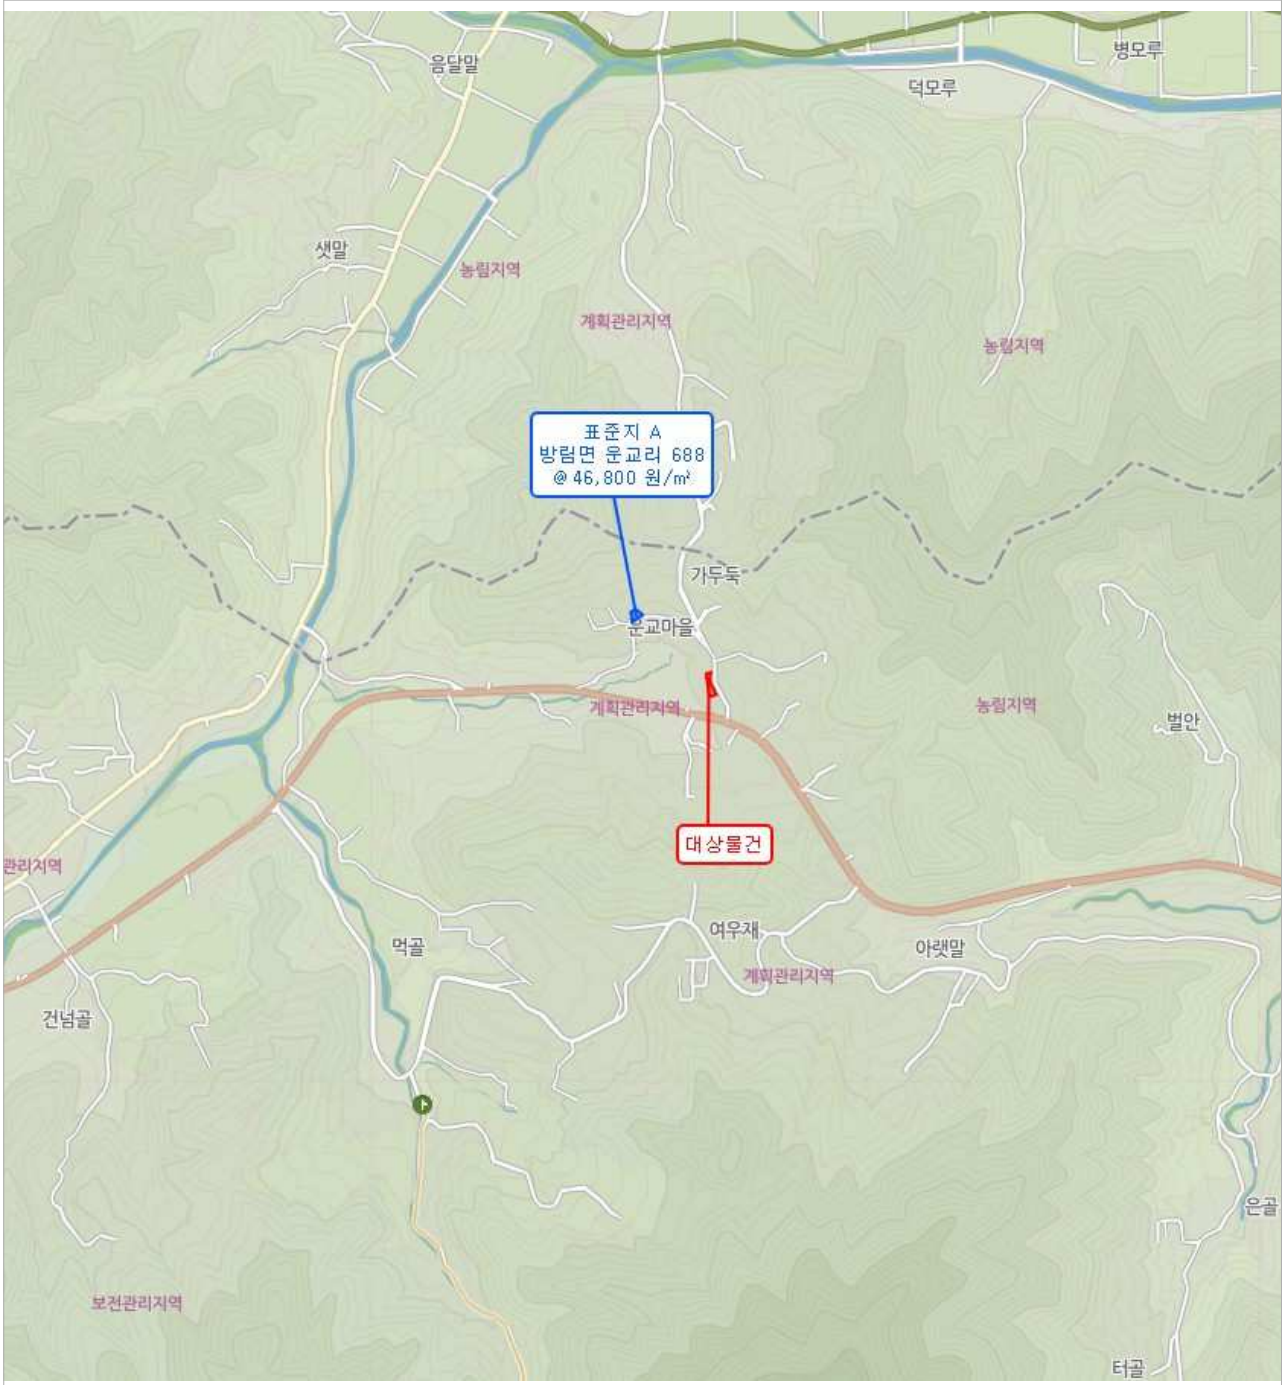 병모루
음달말
덕모루
샛말
농림지역
계획관리지역
농림지역
표준지 A
방림면 운교리 688
@ 46,800 원/㎡
가두둑
운교마을
농림지역
계획관리지역
벌안
대상물건
관리지역
여우재
먹골
아랫말
계획관리지역
건넘골
은골
보전관리지역
터골